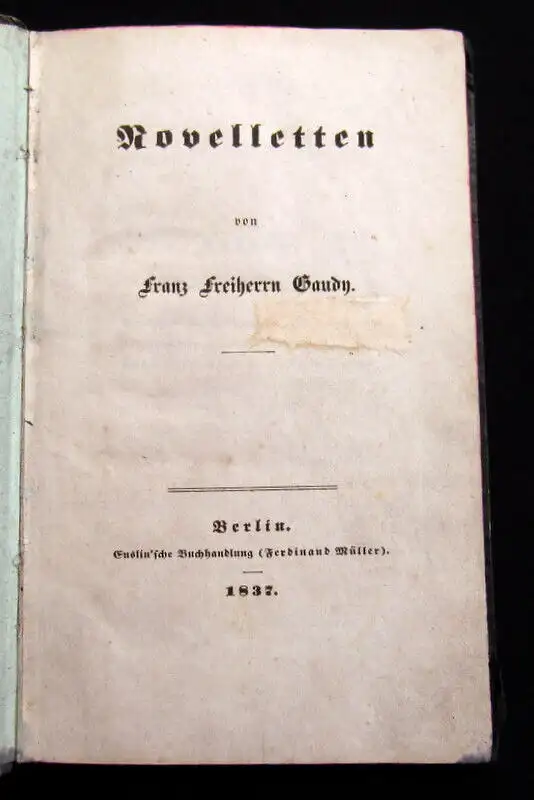 Novelletten
von
Franz Freiherrn Gaudy.
Berlin.
Enslin'sche Buchhandlung (Ferdinand Müller).
1837.